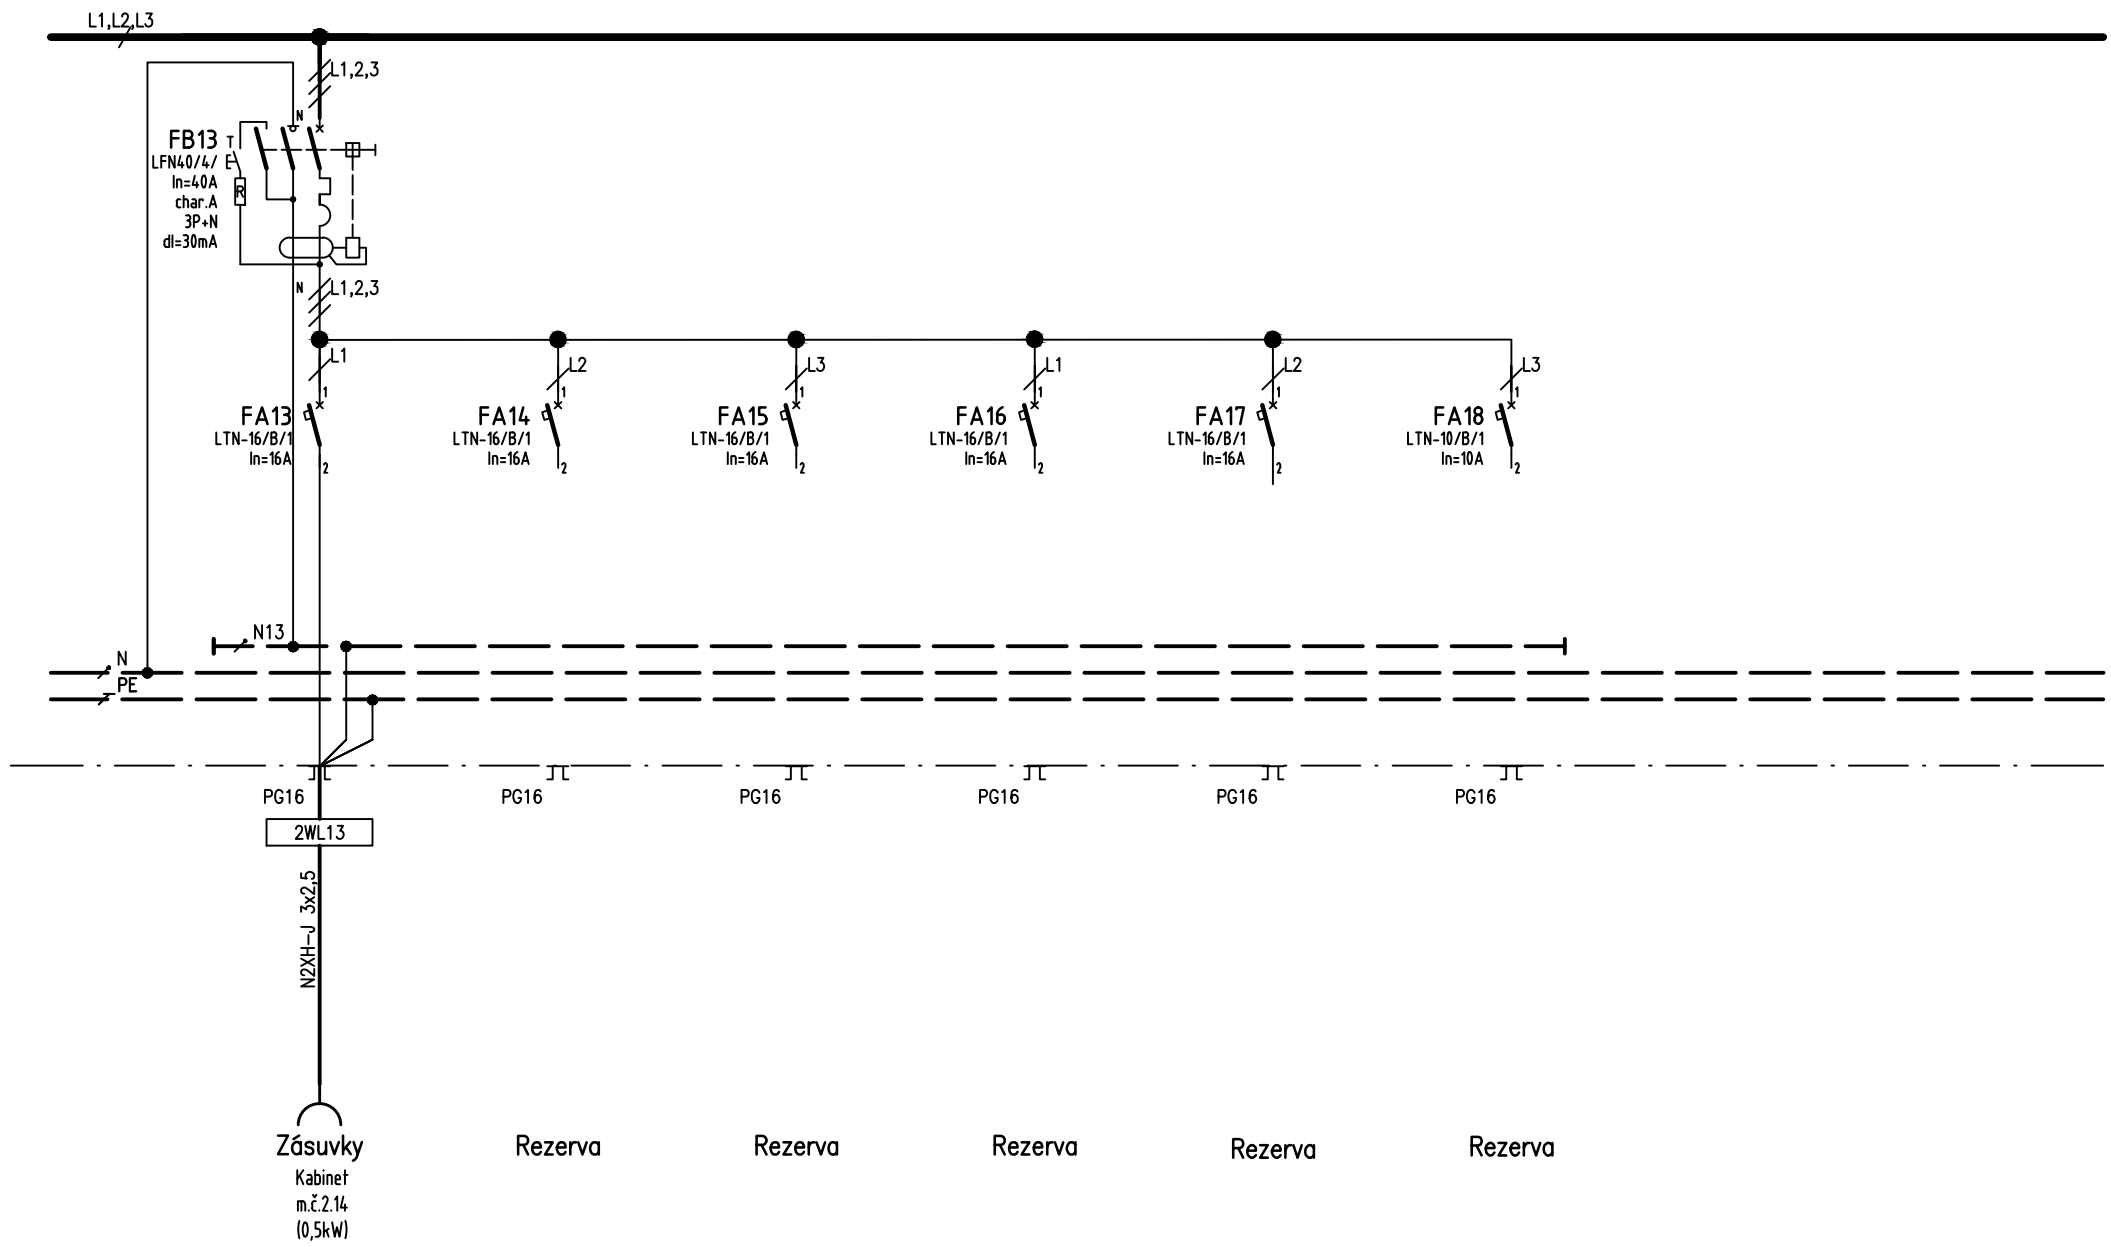 L1,L2,L3
L1,2,3
N
FB13
T
LFN40/4/
E
In=40A
R
char.A
3P+N
dI=30mA
N
L1,2,3
L1
L2
L3
L1
L2
L3
1
1
1
1
1
1
FA13
FA14
FA15
FA16
FA17
FA18
LTN-16/B/1
LTN-16/B/1
LTN-16/B/1
LTN-16/B/1
LTN-16/B/1
LTN-10/B/1
In=16A
In=16A
In=16A
In=16A
In=16A
In=10A
2
2
2
2
2
2
N13
N
PE
PG16
PG16
PG16
PG16
PG16
PG16
2WL13
N2XH-J 3x2,5
Zásuvky
Rezerva
Rezerva
Rezerva
Rezerva
Rezerva
Kabinet
m.č.2.14
(0,5kW)